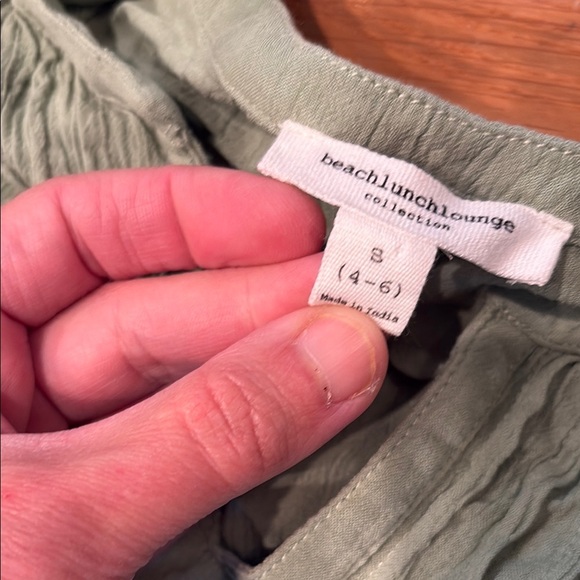 beachlunchlounge
collection
S
(4-6)
Made in India